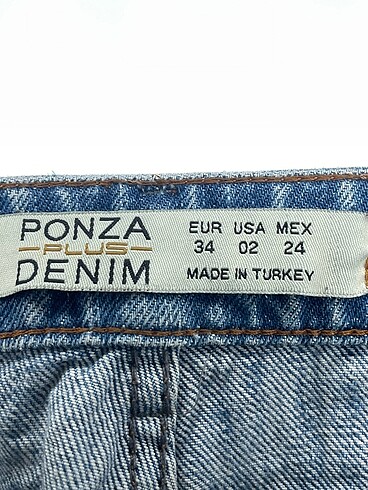 PONZA
PLUS
DENIM
EUR USA MEX
34 02 24
MADE IN TURKEY